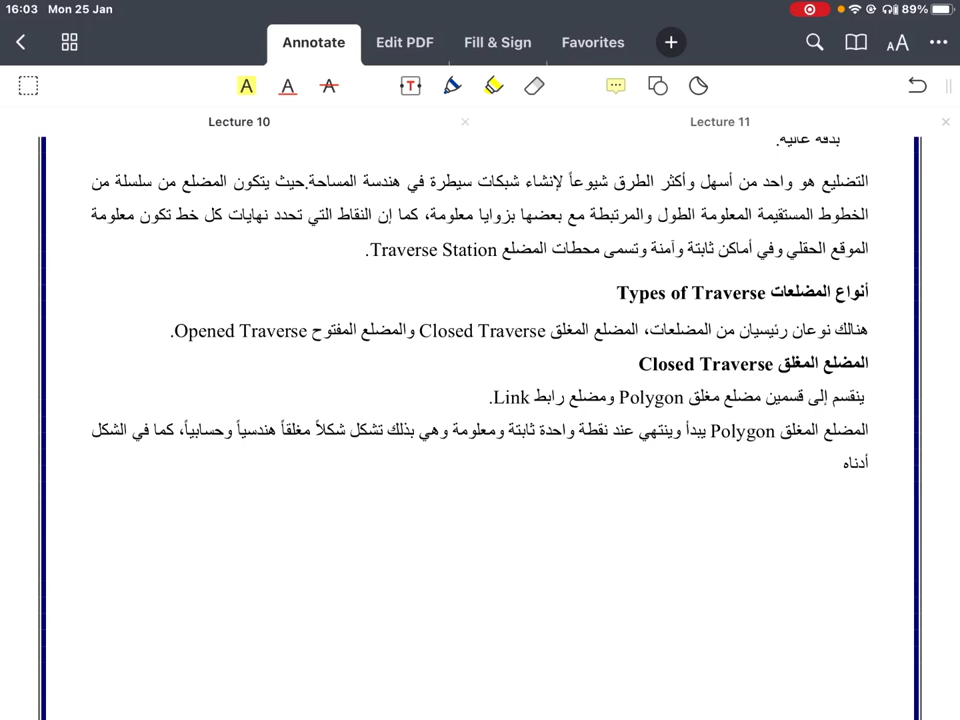 16:03 Mon 25 Jan 89%
Annotate Edit PDF Fill & Sign Favorites + AA
A A A T
Lecture 10 Lecture 11
بدقة عالية.
التضليع هو واحد من أسهل وأكثر الطرق شيوعاً لإنشاء شبكات سيطرة في هندسة المساحة.حيث يتكون المضلع من سلسلة من
الخطوط المستقيمة المعلومة الطول والمرتبطة مع بعضها بزوايا معلومة، كما إن النقاط التي تحدد نهايات كل خط تكون معلومة
الموقع الحقلي وفي أماكن ثابتة وآمنة وتسمى محطات المضلع Traverse Station.
أنواع المضلعات Types of Traverse
هنالك نوعان رئيسيان من المضلعات، المضلع المغلق Closed Traverse والمضلع المفتوح Opened Traverse.
المضلع المغلق Closed Traverse
ينقسم إلى قسمين مضلع مغلق Polygon ومضلع رابط Link.
المضلع المغلق Polygon يبدأ وينتهي عند نقطة واحدة ثابتة ومعلومة وهي بذلك تشكل شكلاً مغلقاً هندسياً وحسابياً، كما في الشكل
أدناه